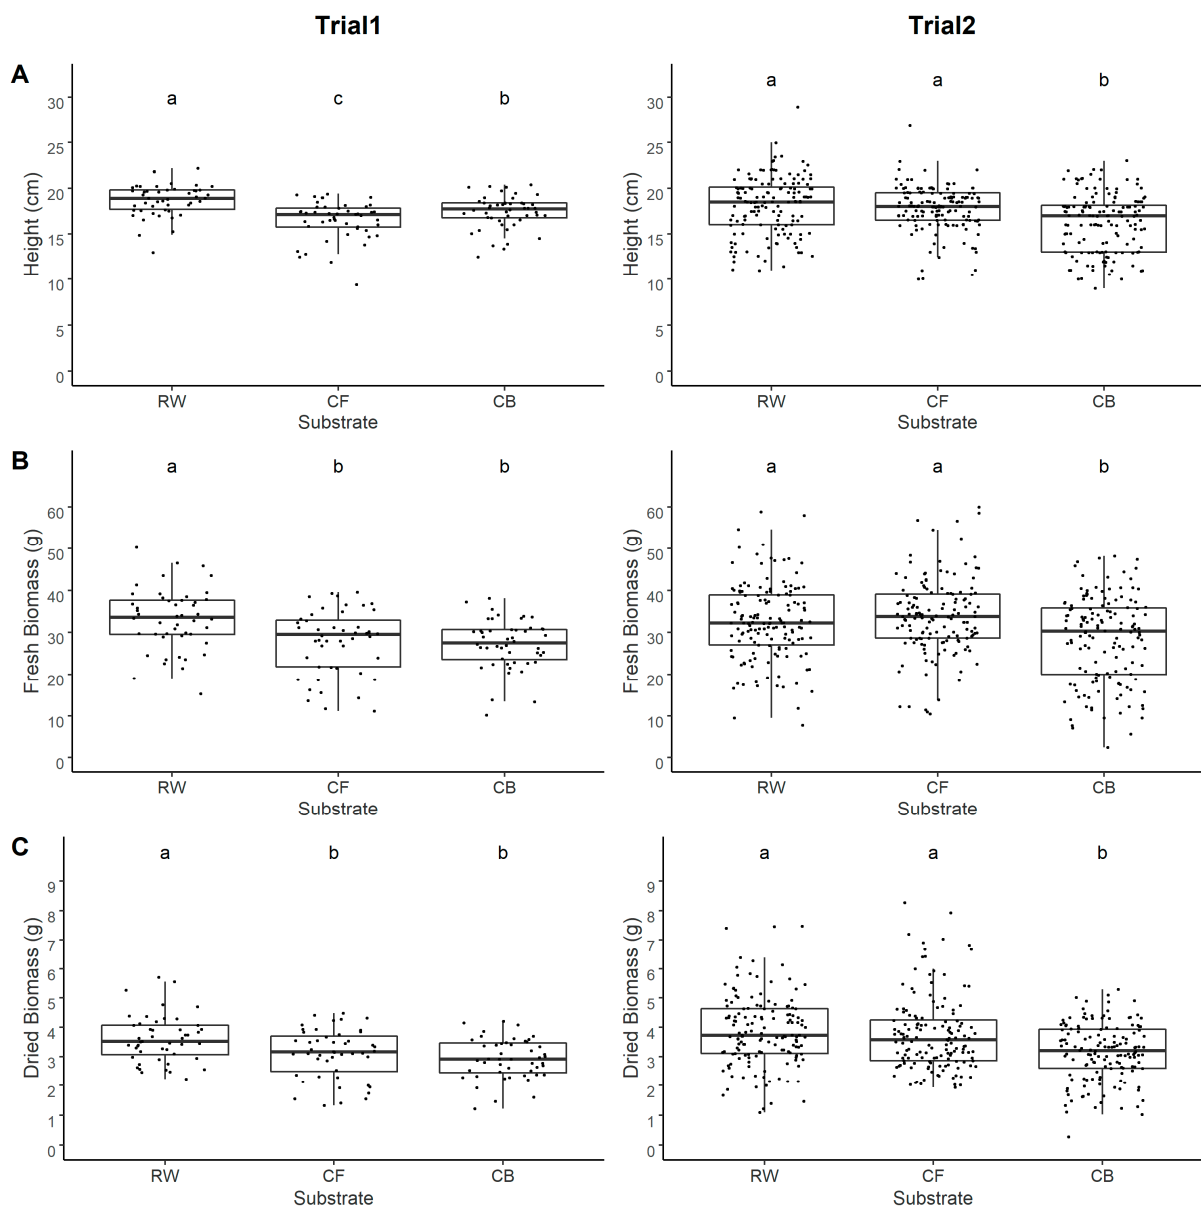 Trial1
Trial2
A
a
c
b
30
25
20
15
10
5
0
Height (cm)
RW
CF
CB
Substrate
a
a
b
30
25
20
15
10
5
0
Height (cm)
RW
CF
CB
Substrate
B
a
b
b
60
50
40
30
20
10
0
Fresh Biomass (g)
RW
CF
CB
Substrate
a
a
b
60
50
40
30
20
10
0
Fresh Biomass (g)
RW
CF
CB
Substrate
C
a
b
b
9
8
7
6
5
4
3
2
1
0
Dried Biomass (g)
RW
CF
CB
Substrate
a
a
b
9
8
7
6
5
4
3
2
1
0
Dried Biomass (g)
RW
CF
CB
Substrate